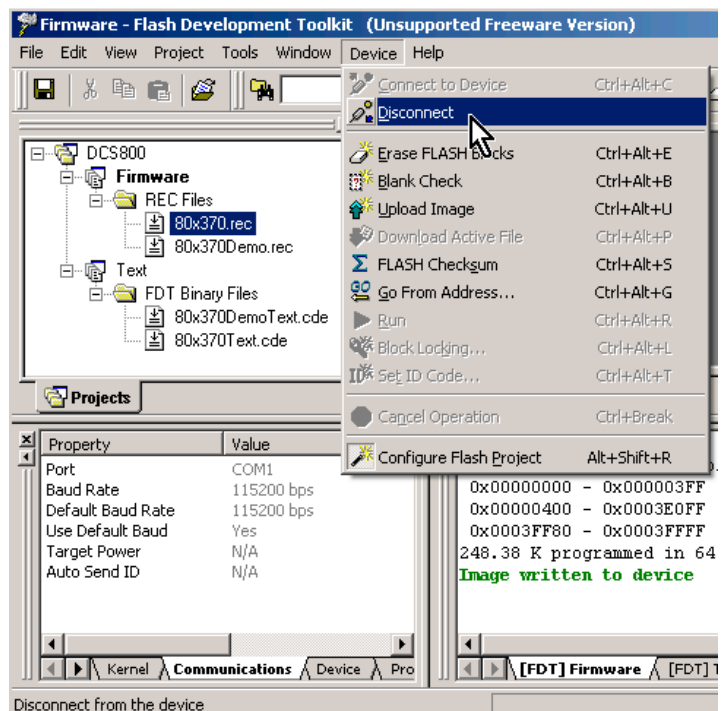 Firmware - Flash Development Toolkit (Unsupported Freeware Version)
File Edit View Project Tools Window Device Help
Connect to Device Ctrl+Alt+C
Disconnect
Erase FLASH Blocks Ctrl+Alt+E
Blank Check Ctrl+Alt+B
Upload Image Ctrl+Alt+U
Download Active File Ctrl+Alt+P
FLASH Checksum Ctrl+Alt+S
Go From Address... Ctrl+Alt+G
Run Ctrl+Alt+R
Block Locking... Ctrl+Alt+L
Set ID Code... Ctrl+Alt+T
Cancel Operation Ctrl+Break
Configure Flash Project Alt+Shift+R
DCS800
Firmware
REC Files
80x370.rec
80x370Demo.rec
Text
FDT Binary Files
80x370DemoText.cde
80x370Text.cde
Projects
Property Value
Port COM1
Baud Rate 115200 bps
Default Baud Rate 115200 bps
Use Default Baud Yes
Target Power N/A
Auto Send ID N/A
Kernel Communications Device Pro
0x00000000 - 0x000003FF
0x00000400 - 0x0003E0FF
0x0003FF80 - 0x0003FFFF
248.38 K programmed in 64
Image written to device
[FDT] Firmware [FDT] T
Disconnect from the device